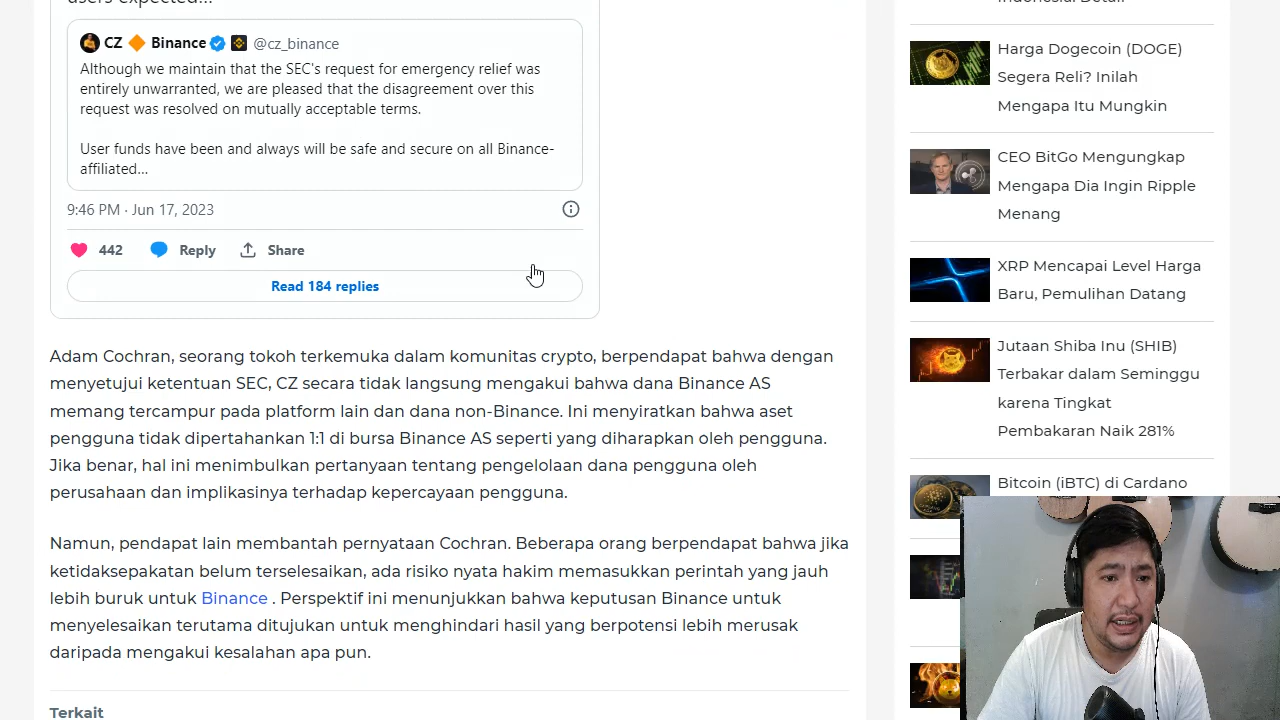 users expected...
CZ 🔶 Binance @cz_binance
Although we maintain that the SEC's request for emergency relief was
entirely unwarranted, we are pleased that the disagreement over this
request was resolved on mutually acceptable terms.
User funds have been and always will be safe and secure on all Binance-
affiliated...
9:46 PM · Jun 17, 2023
442 Reply Share
Read 184 replies
Adam Cochran, seorang tokoh terkemuka dalam komunitas crypto, berpendapat bahwa dengan
menyetujui ketentuan SEC, CZ secara tidak langsung mengakui bahwa dana Binance AS
memang tercampur pada platform lain dan dana non-Binance. Ini menyiratkan bahwa aset
pengguna tidak dipertahankan 1:1 di bursa Binance AS seperti yang diharapkan oleh pengguna.
Jika benar, hal ini menimbulkan pertanyaan tentang pengelolaan dana pengguna oleh
perusahaan dan implikasinya terhadap kepercayaan pengguna.
Namun, pendapat lain membantah pernyataan Cochran. Beberapa orang berpendapat bahwa jika
ketidaksepakatan belum terselesaikan, ada risiko nyata hakim memasukkan perintah yang jauh
lebih buruk untuk Binance . Perspektif ini menunjukkan bahwa keputusan Binance untuk
menyelesaikan terutama ditujukan untuk menghindari hasil yang berpotensi lebih merusak
daripada mengakui kesalahan apa pun.
Terkait
Harga Dogecoin (DOGE)
Segera Reli? Inilah
Mengapa Itu Mungkin
CEO BitGo Mengungkap
Mengapa Dia Ingin Ripple
Menang
XRP Mencapai Level Harga
Baru, Pemulihan Datang
Jutaan Shiba Inu (SHIB)
Terbakar dalam Seminggu
karena Tingkat
Pembakaran Naik 281%
Bitcoin (iBTC) di Cardano